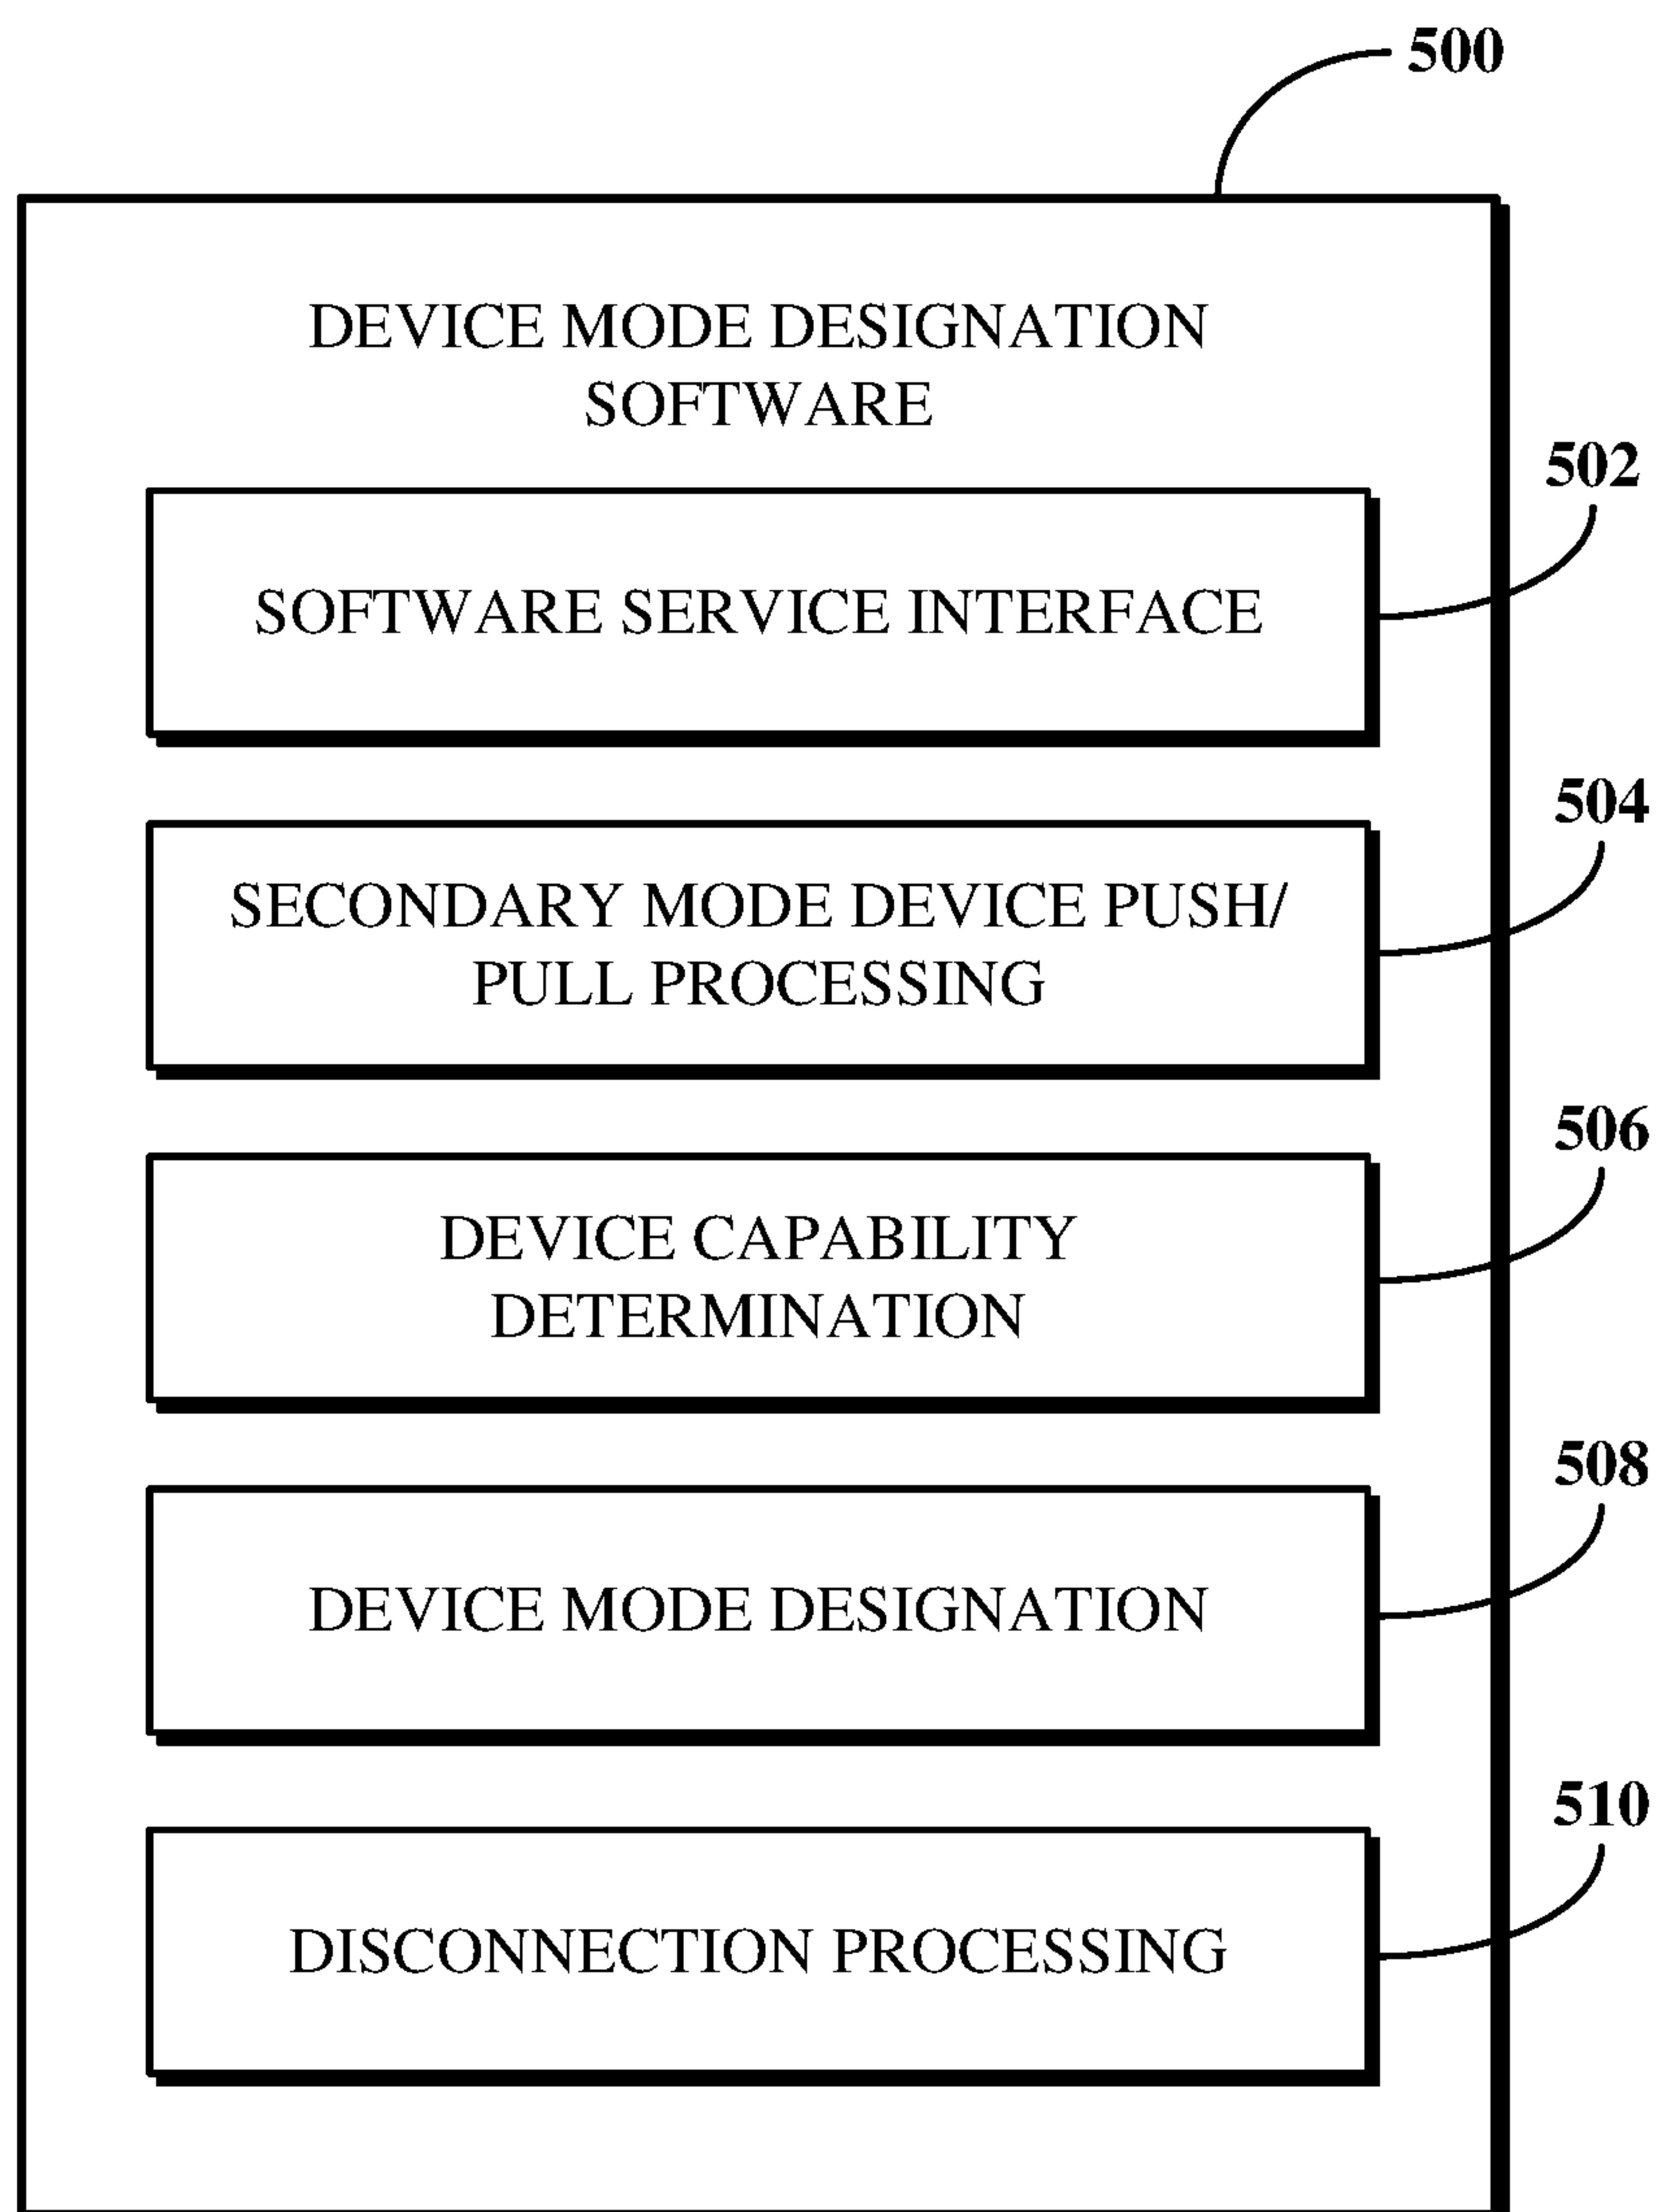 500
DEVICE MODE DESIGNATION
SOFTWARE
502
SOFTWARE SERVICE INTERFACE
504
SECONDARY MODE DEVICE PUSH/
PULL PROCESSING
506
DEVICE CAPABILITY
DETERMINATION
508
DEVICE MODE DESIGNATION
510
DISCONNECTION PROCESSING